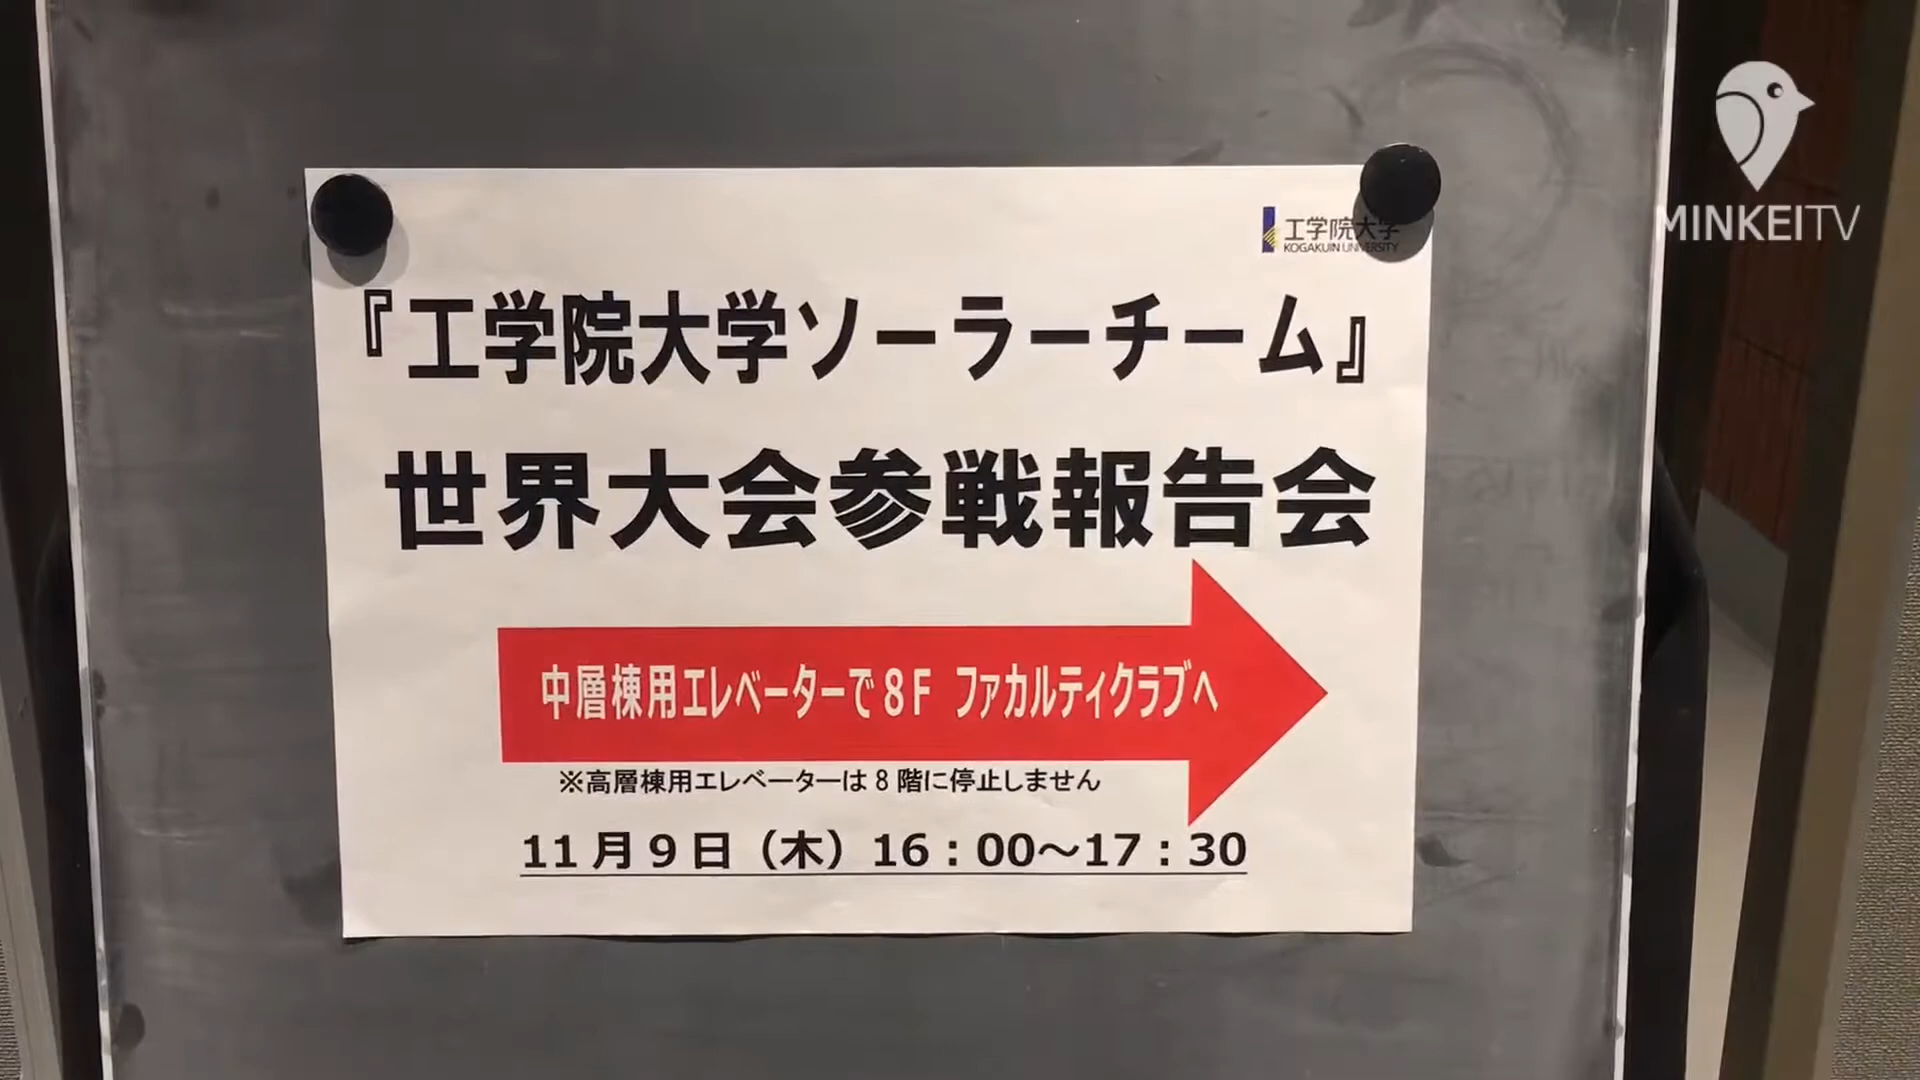 MINKEITV
工学院大学
KOGAKUIN UNIVERSITY
『工学院大学ソーラーチーム』
世界大会参戦報告会
中層棟用エレベーターで8F ファカルティクラブへ
※高層棟用エレベーターは8階に停止しません
11月9日（木）16：00～17：30